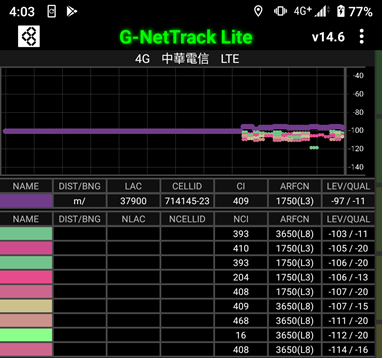 4:03
4G+
77%
G-NetTrack Lite
v14.6
4G 中華電信 LTE
-40
-60
-80
-100
-120
-140
NAME DIST/BNG LAC CELLID CI ARFCN LEV/QUAL
m/ 37900 714145-23 409 1750(L3) -97 / -11
NAME DIST/BNG NLAC NCELLID NCI ARFCN LEV/QUAL
393 3650(L8) -103 / -11
410 1750(L3) -105 / -20
393 3650(L8) -106 / -20
204 1750(L3) -106 / -13
408 1750(L3) -107 / -20
409 3650(L8) -107 / -15
468 3650(L8) -111 / -20
16 3650(L8) -112 / -20
408 3650(L8) -114 / -16